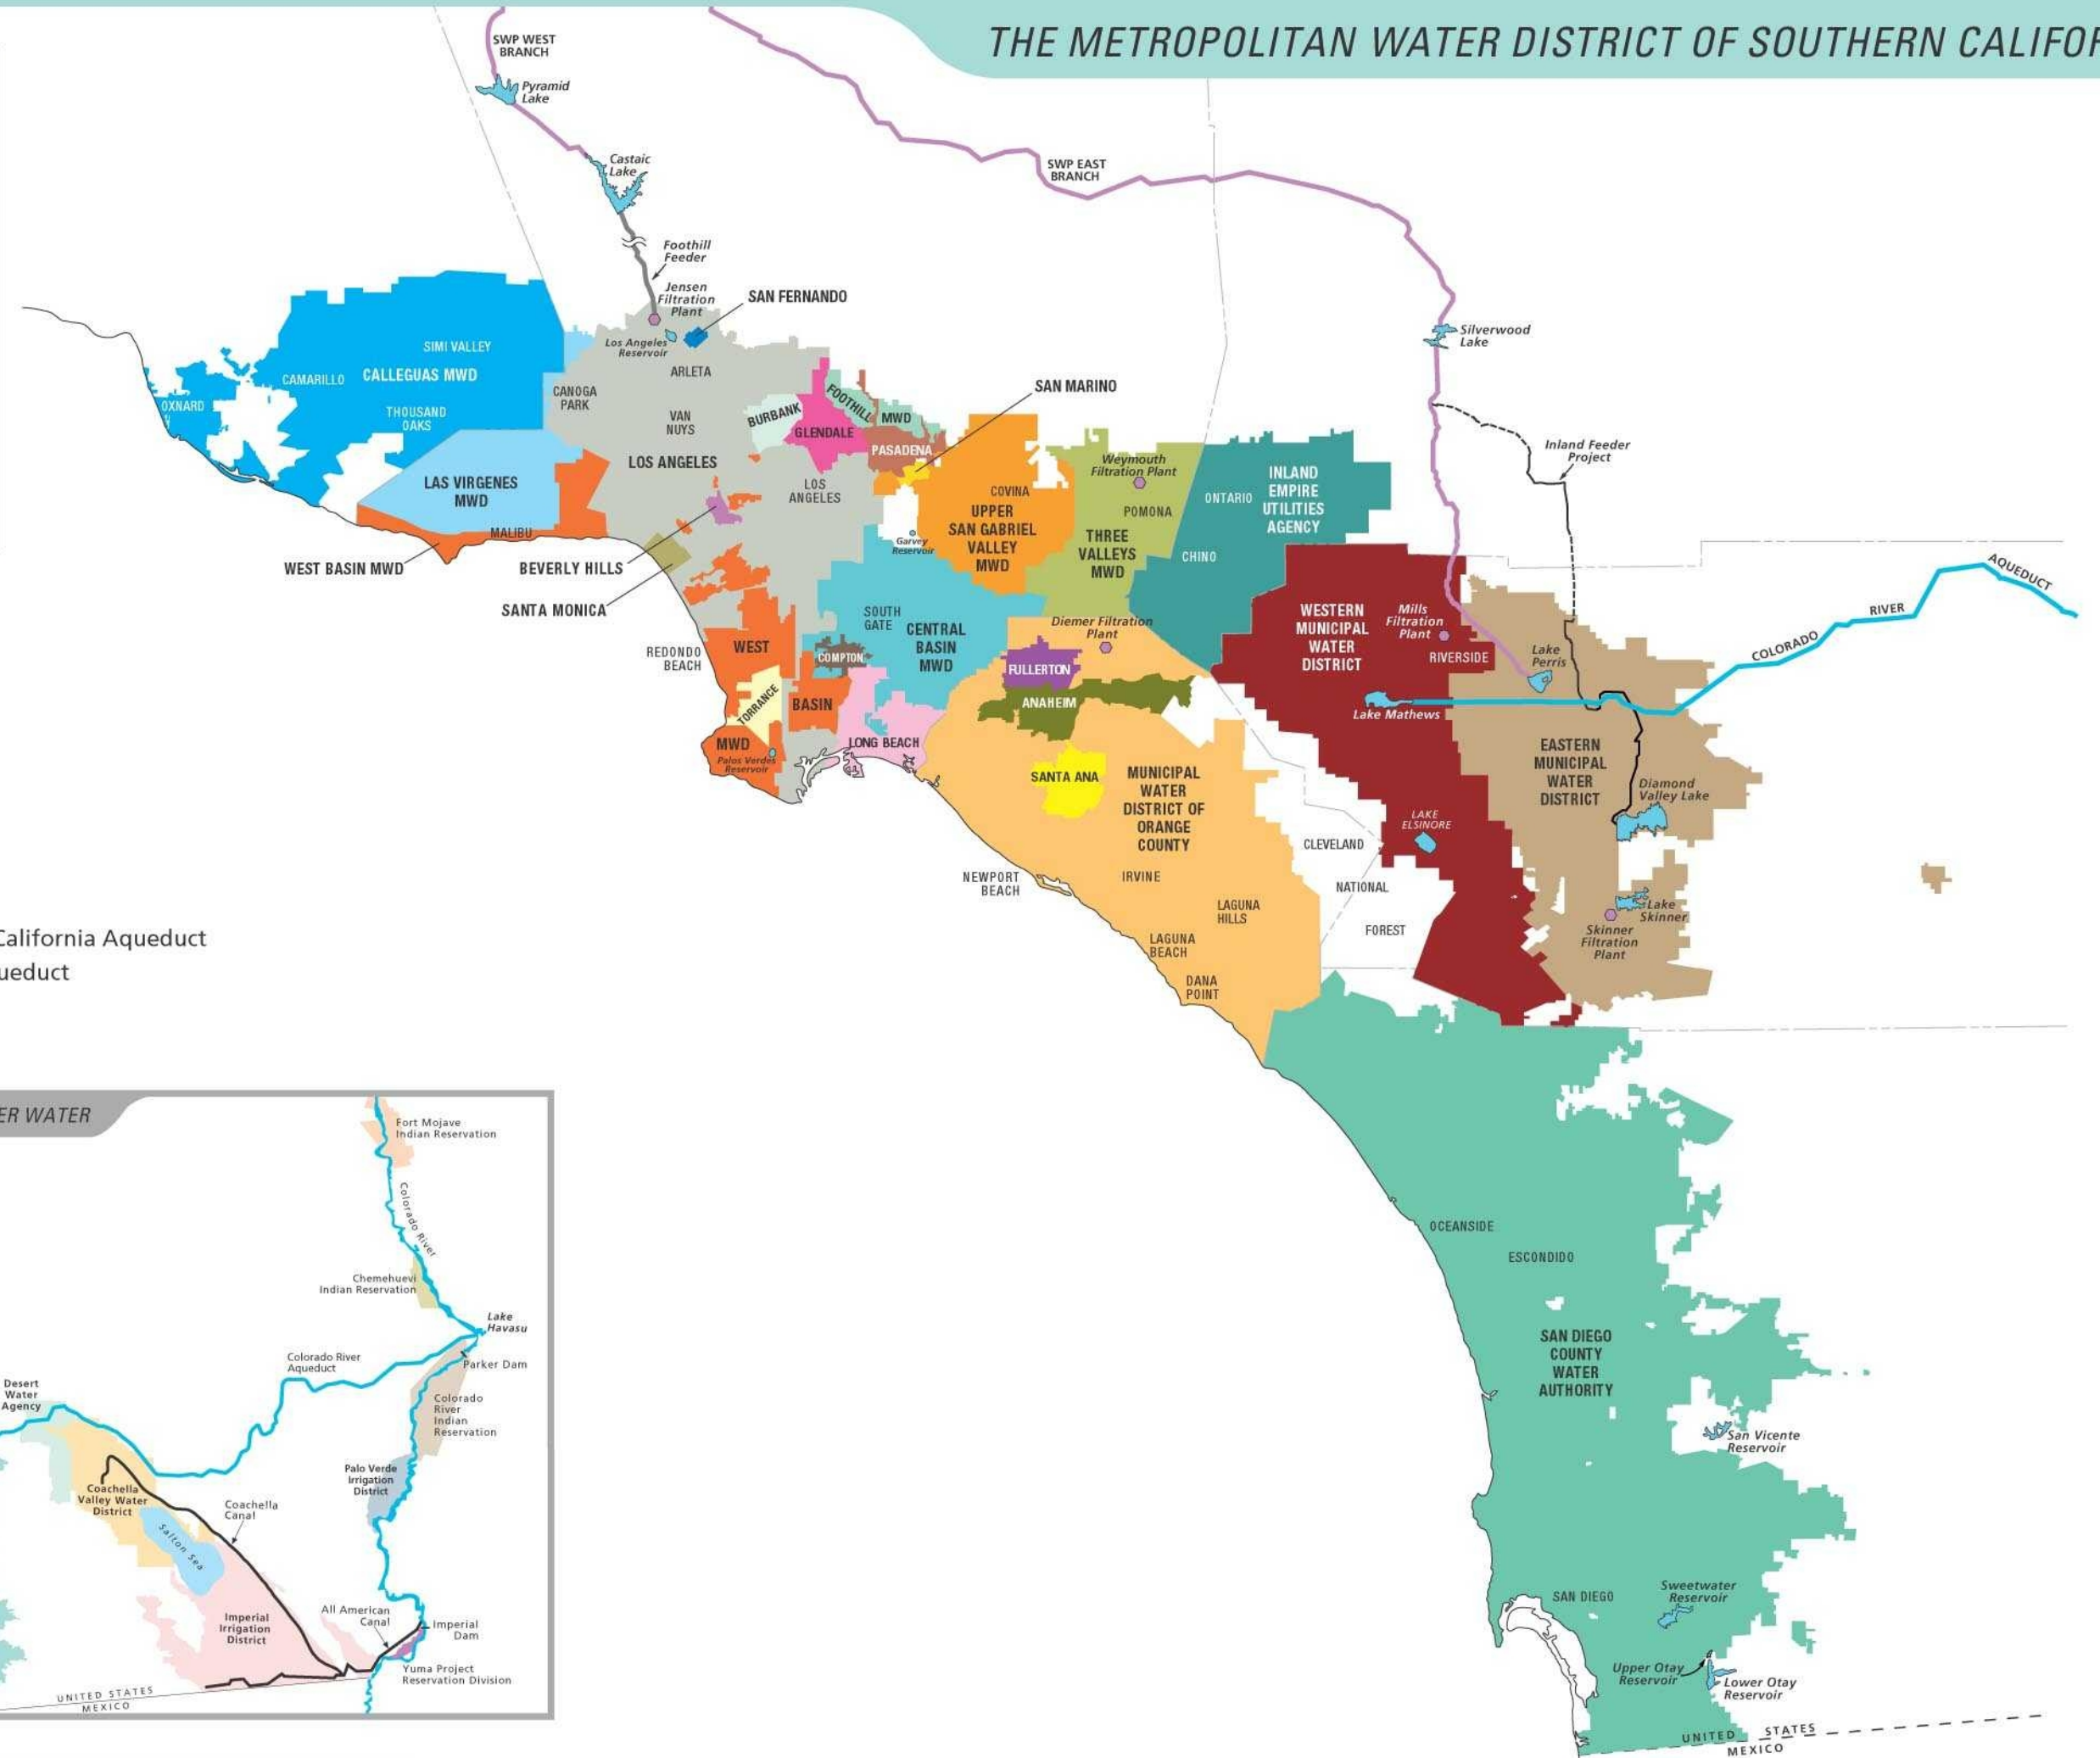 THE METROPOLITAN WATER DISTRICT OF SOUTHERN CALIFOR
SWP WEST
BRANCH
Pyramid
Lake
Castaic
Lake
SWP EAST
BRANCH
Foothill
Feeder
Jensen
Filtration
Plant
SAN FERNANDO
Los Angeles
Reservoir
Silverwood
Lake
SIMI VALLEY
CAMARILLO
CALLEGUAS MWD
OXNARD
THOUSAND
OAKS
ARLETA
CANOGA
PARK
VAN
NUYS
BURBANK
GLENDALE
FOOTHILL
MWD
PASADENA
SAN MARINO
LOS ANGELES
LOS
ANGELES
LAS VIRGENES
MWD
MALIBU
WEST BASIN MWD
BEVERLY HILLS
SANTA MONICA
Garvey
Reservoir
COVINA
UPPER
SAN GABRIEL
VALLEY
MWD
Weymouth
Filtration Plant
POMONA
THREE
VALLEYS
MWD
ONTARIO
INLAND
EMPIRE
UTILITIES
AGENCY
CHINO
Inland Feeder
Project
COLORADO
RIVER
AQUEDUCT
SOUTH
GATE
CENTRAL
BASIN
MWD
REDONDO
BEACH
WEST
COMPTON
TORRANCE
BASIN
MWD
Palos Verdes
Reservoir
LONG BEACH
Diemer Filtration
Plant
FULLERTON
ANAHEIM
SANTA ANA
MUNICIPAL
WATER
DISTRICT OF
ORANGE
COUNTY
WESTERN
MUNICIPAL
WATER
DISTRICT
Mills
Filtration
Plant
RIVERSIDE
Lake
Perris
Lake Mathews
EASTERN
MUNICIPAL
WATER
DISTRICT
Diamond
Valley Lake
LAKE
ELSINORE
CLEVELAND
NATIONAL
FOREST
Lake
Skinner
Skinner
Filtration
Plant
NEWPORT
BEACH
IRVINE
LAGUNA
HILLS
LAGUNA
BEACH
DANA
POINT
California Aqueduct
ueduct
OCEANSIDE
ESCONDIDO
SAN DIEGO
COUNTY
WATER
AUTHORITY
San Vicente
Reservoir
SAN DIEGO
Sweetwater
Reservoir
Upper Otay
Reservoir
Lower Otay
Reservoir
UNITED STATES
MEXICO
ER WATER
Fort Mojave
Indian Reservation
Colorado River
Chemehuevi
Indian Reservation
Lake
Havasu
Colorado River
Aqueduct
Parker Dam
Desert
Water
Agency
Colorado
River
Indian
Reservation
Palo Verde
Irrigation
District
Coachella
Valley Water
District
Coachella
Canal
Salton Sea
Imperial
Irrigation
District
All American
Canal
Imperial
Dam
Yuma Project
Reservation Division
UNITED STATES
MEXICO